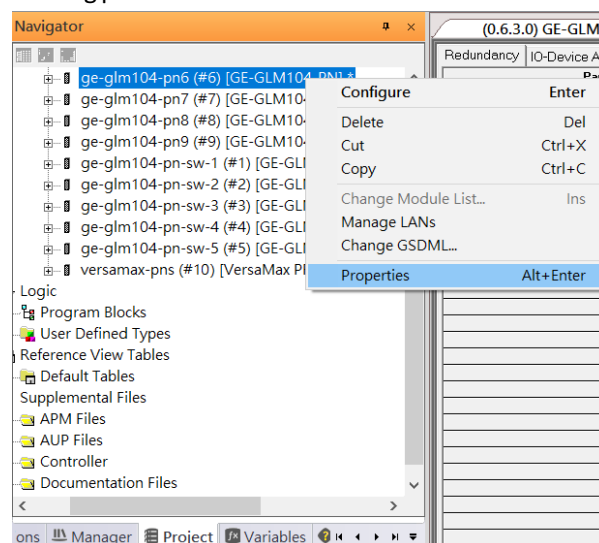 Navigator
(0.6.3.0) GE-GLM
Redundancy IO-Device A
Pa
ge-glm104-pn6 (#6) [GE-GLM104-PN] *
ge-glm104-pn7 (#7) [GE-GLM10
ge-glm104-pn8 (#8) [GE-GLM10
ge-glm104-pn9 (#9) [GE-GLM10
ge-glm104-pn-sw-1 (#1) [GE-GL
ge-glm104-pn-sw-2 (#2) [GE-GL
ge-glm104-pn-sw-3 (#3) [GE-GL
ge-glm104-pn-sw-4 (#4) [GE-GL
ge-glm104-pn-sw-5 (#5) [GE-GL
versamax-pns (#10) [VersaMax P
Logic
Program Blocks
User Defined Types
Reference View Tables
Default Tables
Supplemental Files
APM Files
AUP Files
Controller
Documentation Files
Configure Enter
Delete Del
Cut Ctrl+X
Copy Ctrl+C
Change Module List... Ins
Manage LANs
Change GSDML...
Properties Alt+Enter
ons Manager Project Variables